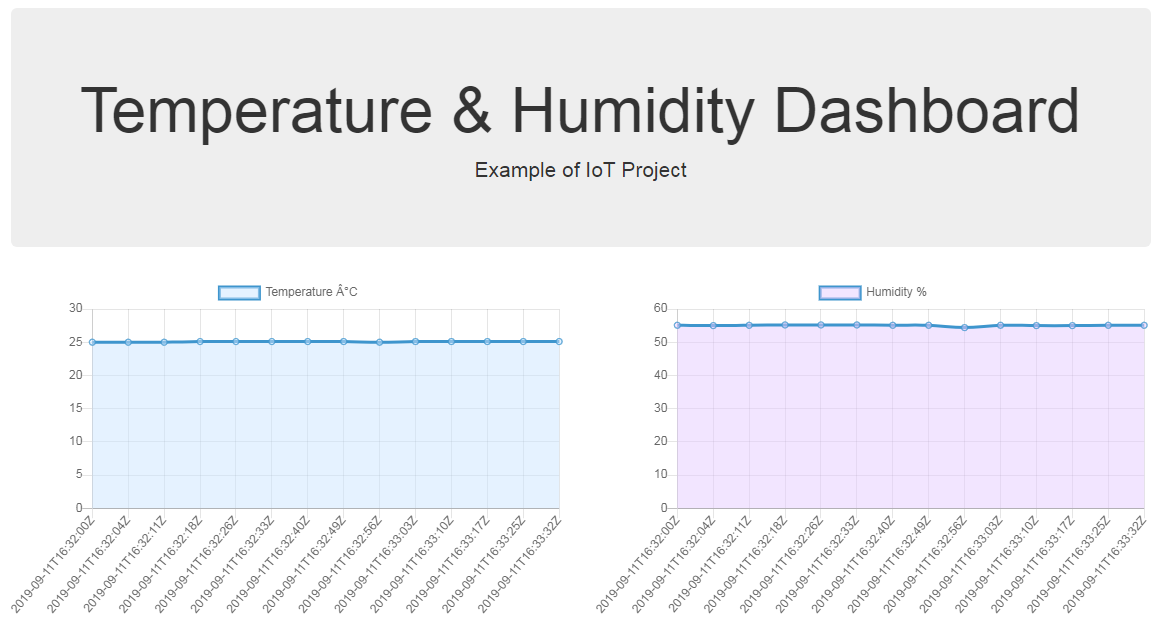 Temperature & Humidity Dashboard
Example of IoT Project
Temperature Â°C
30
25
20
15
10
5
0
2019-09-11T16:32:00Z
2019-09-11T16:32:04Z
2019-09-11T16:32:11Z
2019-09-11T16:32:18Z
2019-09-11T16:32:26Z
2019-09-11T16:32:33Z
2019-09-11T16:32:40Z
2019-09-11T16:32:49Z
2019-09-11T16:32:56Z
2019-09-11T16:33:03Z
2019-09-11T16:33:10Z
2019-09-11T16:33:17Z
2019-09-11T16:33:25Z
2019-09-11T16:33:32Z
Humidity %
60
50
40
30
20
10
0
2019-09-11T16:32:00Z
2019-09-11T16:32:04Z
2019-09-11T16:32:11Z
2019-09-11T16:32:18Z
2019-09-11T16:32:26Z
2019-09-11T16:32:33Z
2019-09-11T16:32:40Z
2019-09-11T16:32:49Z
2019-09-11T16:32:56Z
2019-09-11T16:33:03Z
2019-09-11T16:33:10Z
2019-09-11T16:33:17Z
2019-09-11T16:33:25Z
2019-09-11T16:33:32Z